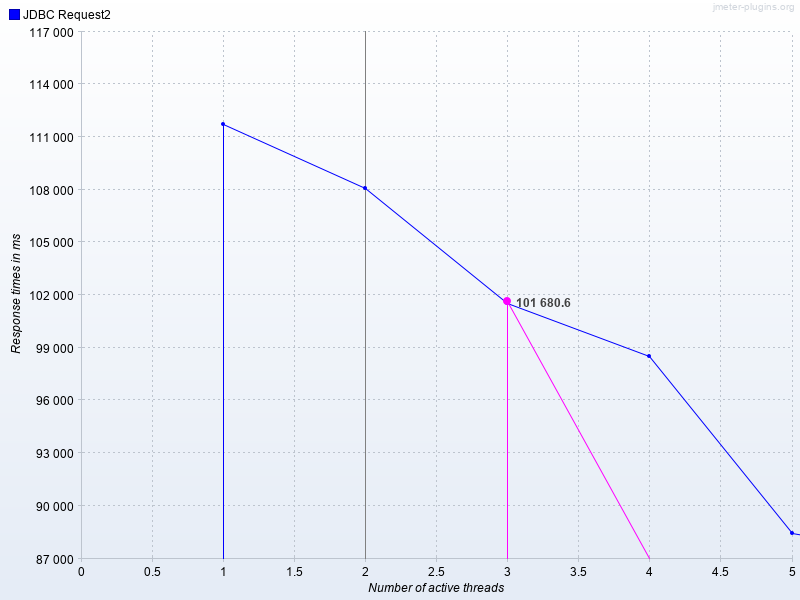 jmeter-plugins.org
JDBC Request2
117 000
114 000
111 000
108 000
105 000
102 000
99 000
96 000
93 000
90 000
87 000
Response times in ms
101 680.6
0 0.5 1 1.5 2 2.5 3 3.5 4 4.5 5
Number of active threads